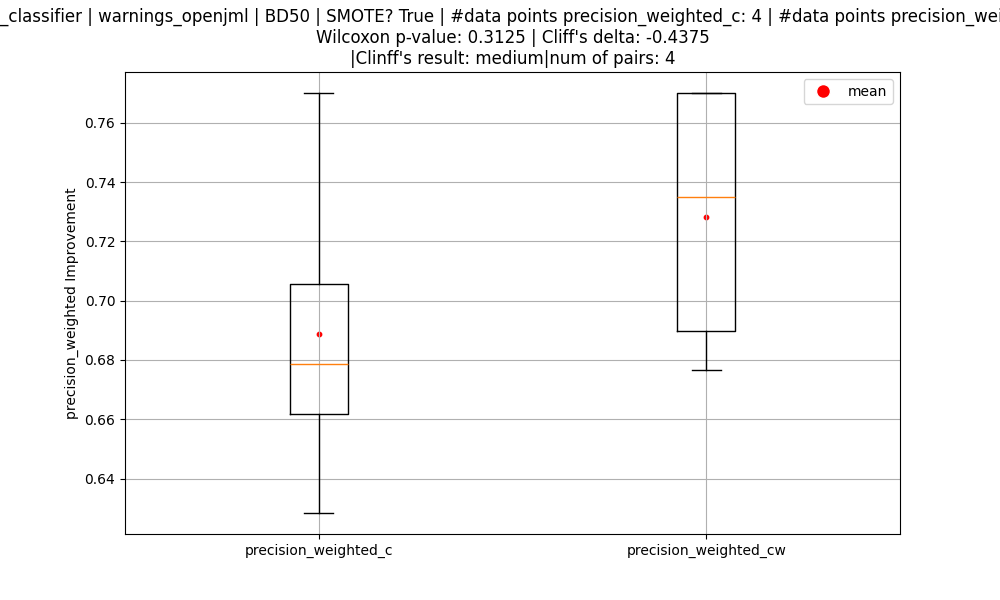 _classifier | warnings_openjml | BD50 | SMOTE? True | #data points precision_weighted_c: 4 | #data points precision_wei
Wilcoxon p-value: 0.3125 | Cliff's delta: -0.4375
|Clinff's result: medium|num of pairs: 4
mean
0.76
0.74
0.72
0.70
0.68
0.66
0.64
precision_weighted Improvement
precision_weighted_c
precision_weighted_cw